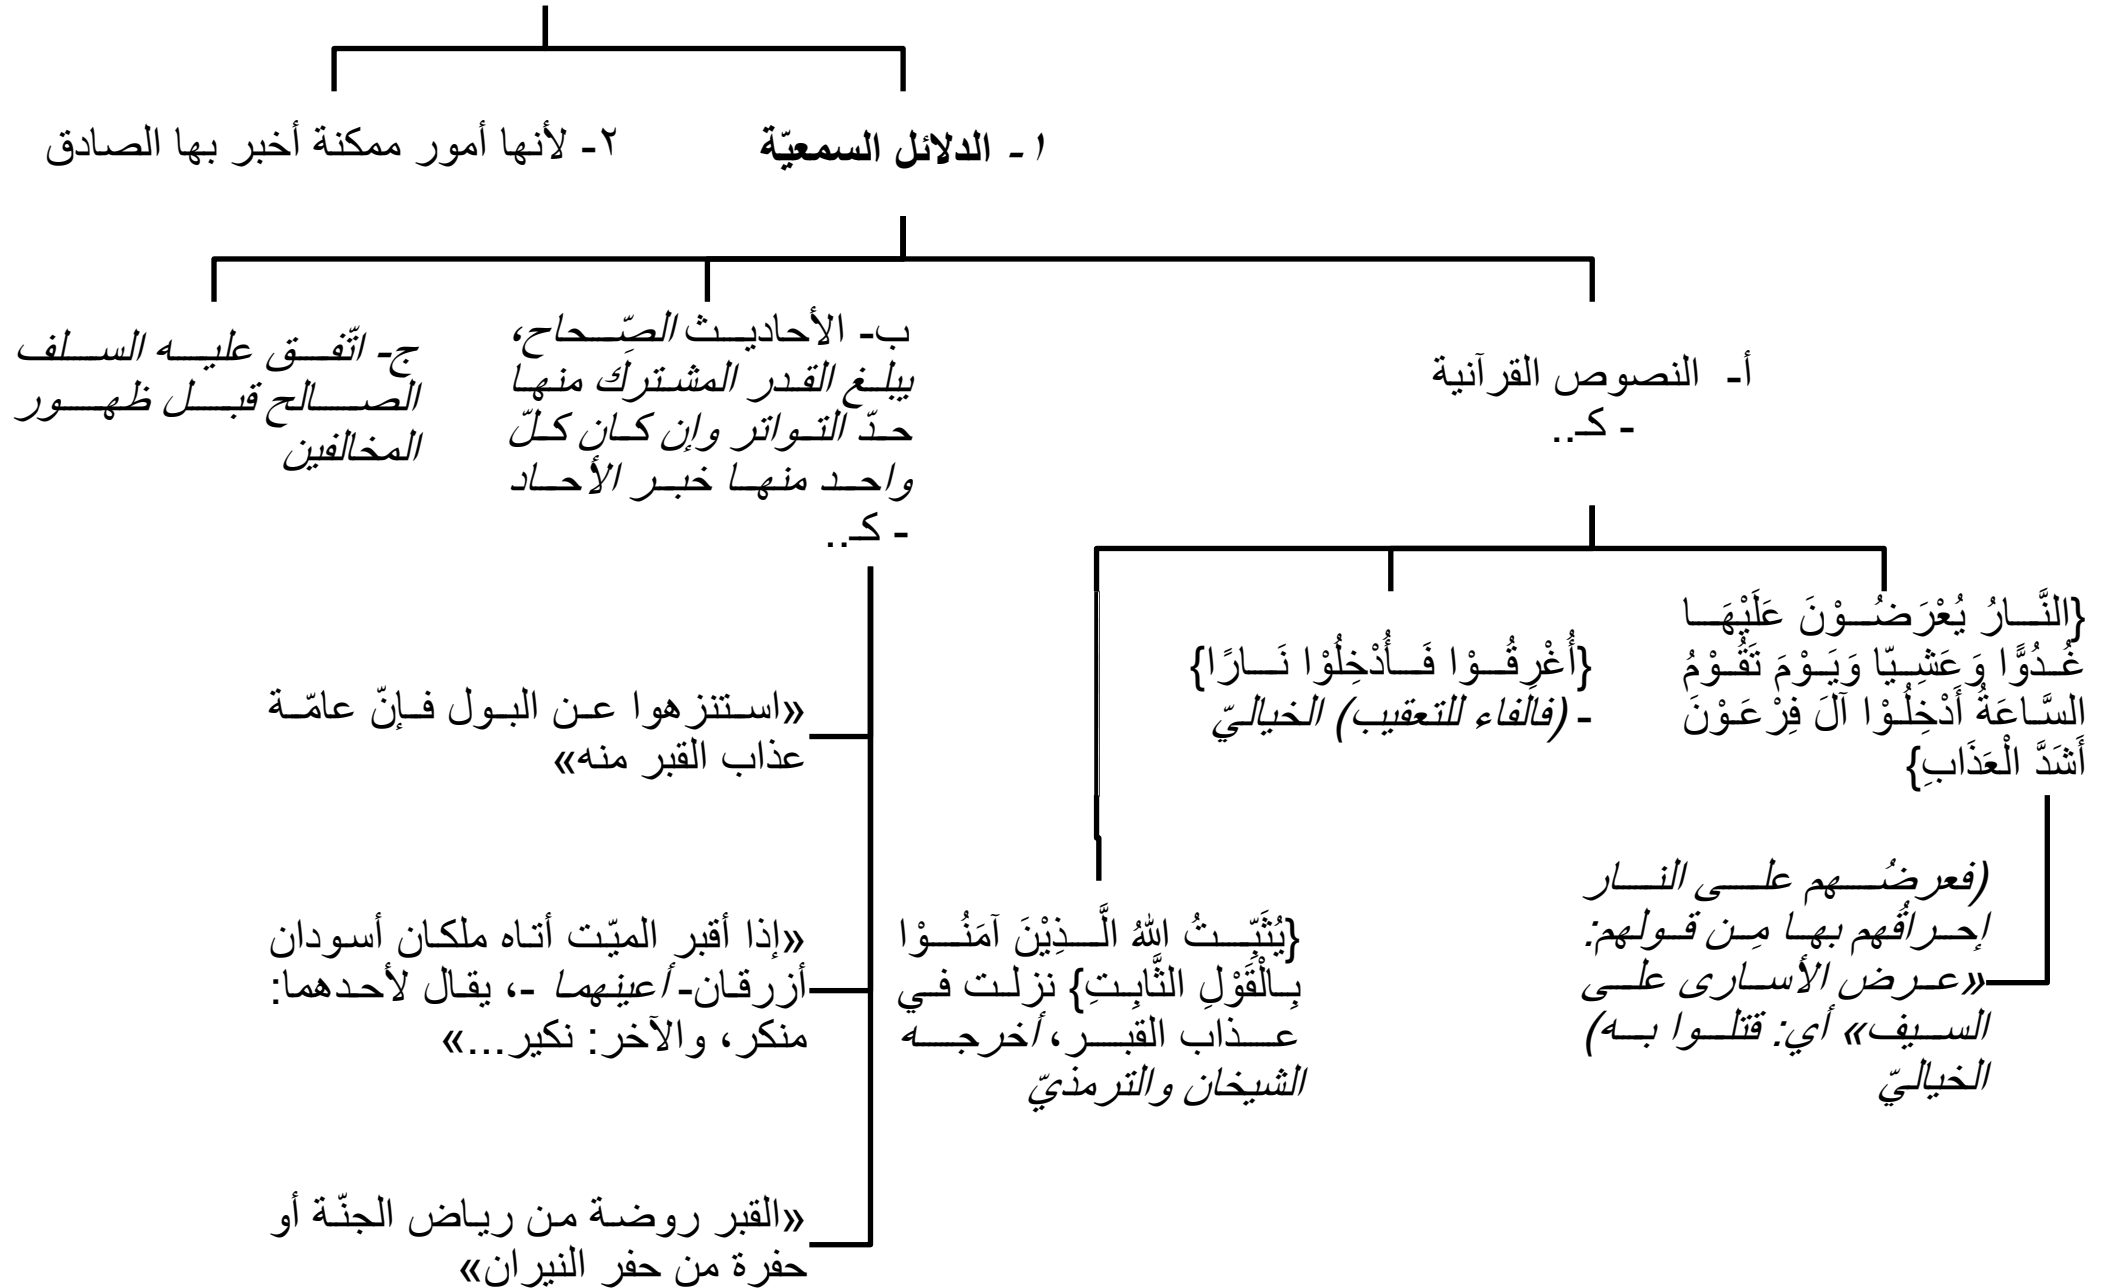 ١- الدلائل السمعيّة
٢- لأنها أمور ممكنة أخبر بها الصادق
أ- النصوص القرآنية
- كـ..
ب- الأحاديث الصِّحاح،
يبلغ القدر المشترك منها
حدّ التواتر وإن كان كلّ
واحد منها خبر الأحاد
- كـ..
ج- اتّفق عليه السلف
الصالح قبل ظهور
المخالفين
{النَّارُ يُعْرَضُوْنَ عَلَيْهَا
غُدُوًّا وَعَشِيّا وَيَوْمَ تَقُوْمُ
السَّاعَةُ أَدْخِلُوْا آلَ فِرْعَوْنَ
أَشَدَّ الْعَذَابِ}
(فعرضُهم على النار
إحراقُهم بها مِن قولهم:
«عرض الأسارى على
السيف» أي: قتلوا به)
الخياليّ
{أُغْرِقُوْا فَأُدْخِلُوْا نَارًا}
- (فالفاء للتعقيب) الخياليّ
{يُثَبِّتُ اللهُ الَّذِيْنَ آمَنُوْا
بِالْقَوْلِ الثَّابِتِ} نزلت في
عذاب القبر، أخرجه
الشيخان والترمذيّ
«استنزهوا عن البول فإنّ عامّة
عذاب القبر منه»
«إذا أقبر الميّت أتاه ملكان أسودان
أزرقان- أعينهما -، يقال لأحدهما:
منكر، والآخر: نكير...»
«القبر روضة من رياض الجنّة أو
حفرة من حفر النيران»